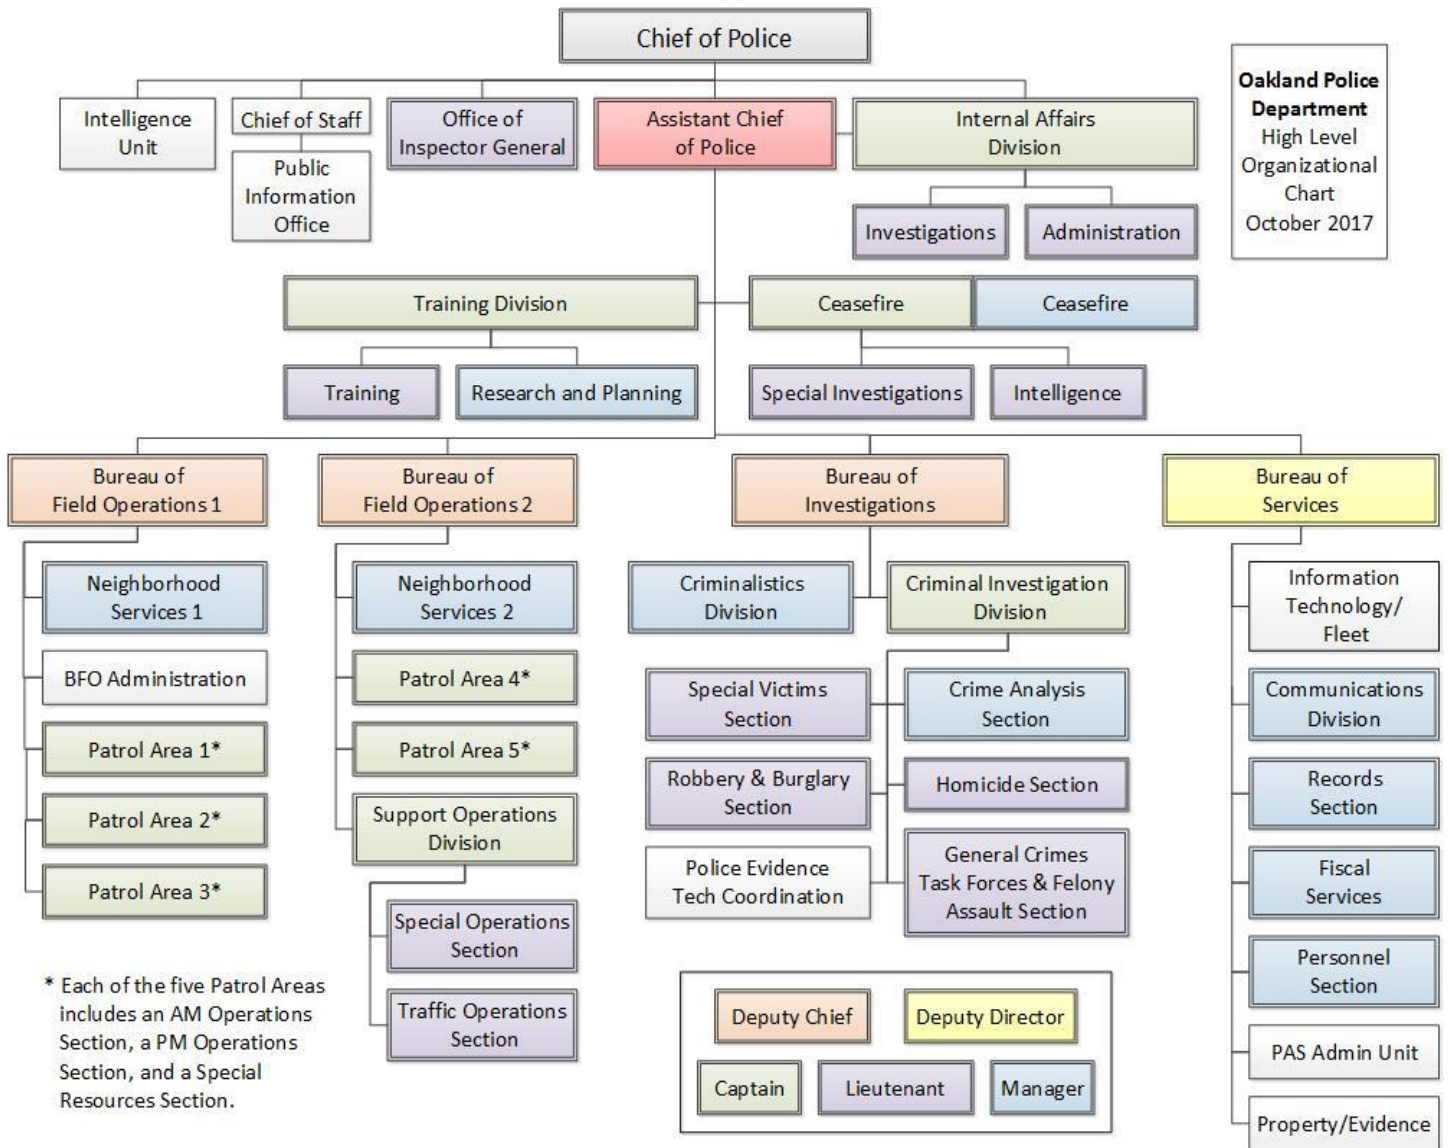 Chief of Police
Oakland Police
Department
High Level
Organizational
Chart
October 2017
Intelligence
Unit
Chief of Staff
Public
Information
Office
Office of
Inspector General
Assistant Chief
of Police
Internal Affairs
Division
Investigations
Administration
Training Division
Ceasefire
Ceasefire
Training
Research and Planning
Special Investigations
Intelligence
Bureau of
Field Operations 1
Neighborhood
Services 1
BFO Administration
Patrol Area 1*
Patrol Area 2*
Patrol Area 3*
Bureau of
Field Operations 2
Neighborhood
Services 2
Patrol Area 4*
Patrol Area 5*
Support Operations
Division
Special Operations
Section
Traffic Operations
Section
Bureau of
Investigations
Criminalistics
Division
Criminal Investigation
Division
Special Victims
Section
Crime Analysis
Section
Robbery & Burglary
Section
Homicide Section
Police Evidence
Tech Coordination
General Crimes
Task Forces & Felony
Assault Section
Bureau of
Services
Information
Technology/
Fleet
Communications
Division
Records
Section
Fiscal
Services
Personnel
Section
PAS Admin Unit
Property/Evidence
* Each of the five Patrol Areas
includes an AM Operations
Section, a PM Operations
Section, and a Special
Resources Section.
Deputy Chief
Deputy Director
Captain
Lieutenant
Manager